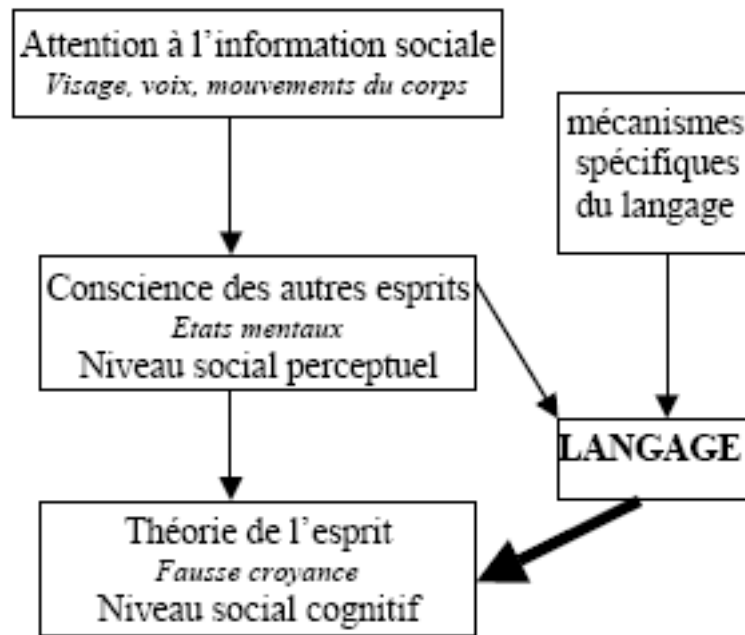 Attention à l'information sociale
Visage, voix, mouvements du corps
mécanismes
spécifiques
du langage
Conscience des autres esprits
Etats mentaux
Niveau social perceptuel
LANGAGE
Théorie de l'esprit
Fausse croyance
Niveau social cognitif